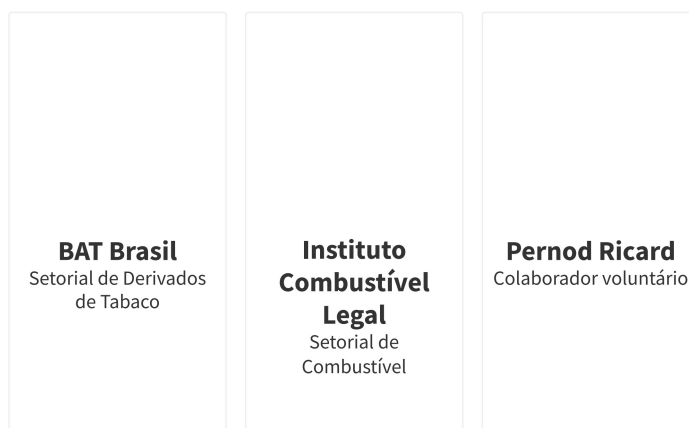 BAT Brasil
Setorial de Derivados
de Tabaco
Instituto
Combustível
Legal
Setorial de
Combustível
Pernod Ricard
Colaborador voluntário